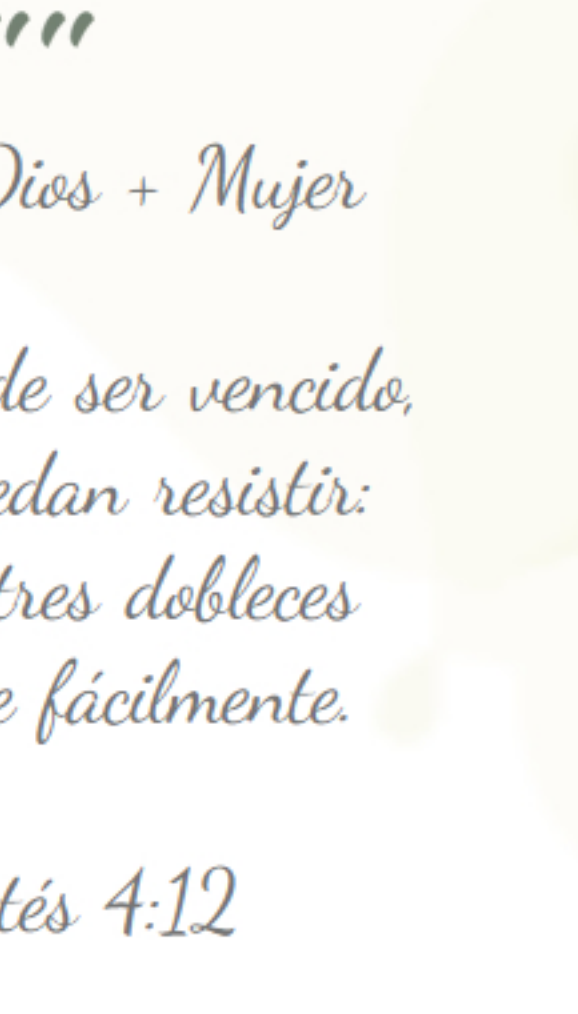 Dios + Mujer
de ser vencido,
edan resistir:
tres dobleces
e fácilmente.
tés 4:12